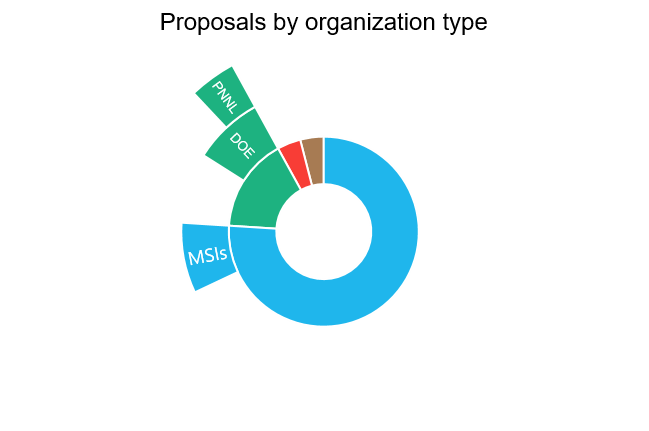 Proposals by organization type
PNNL
DOE
MSIs